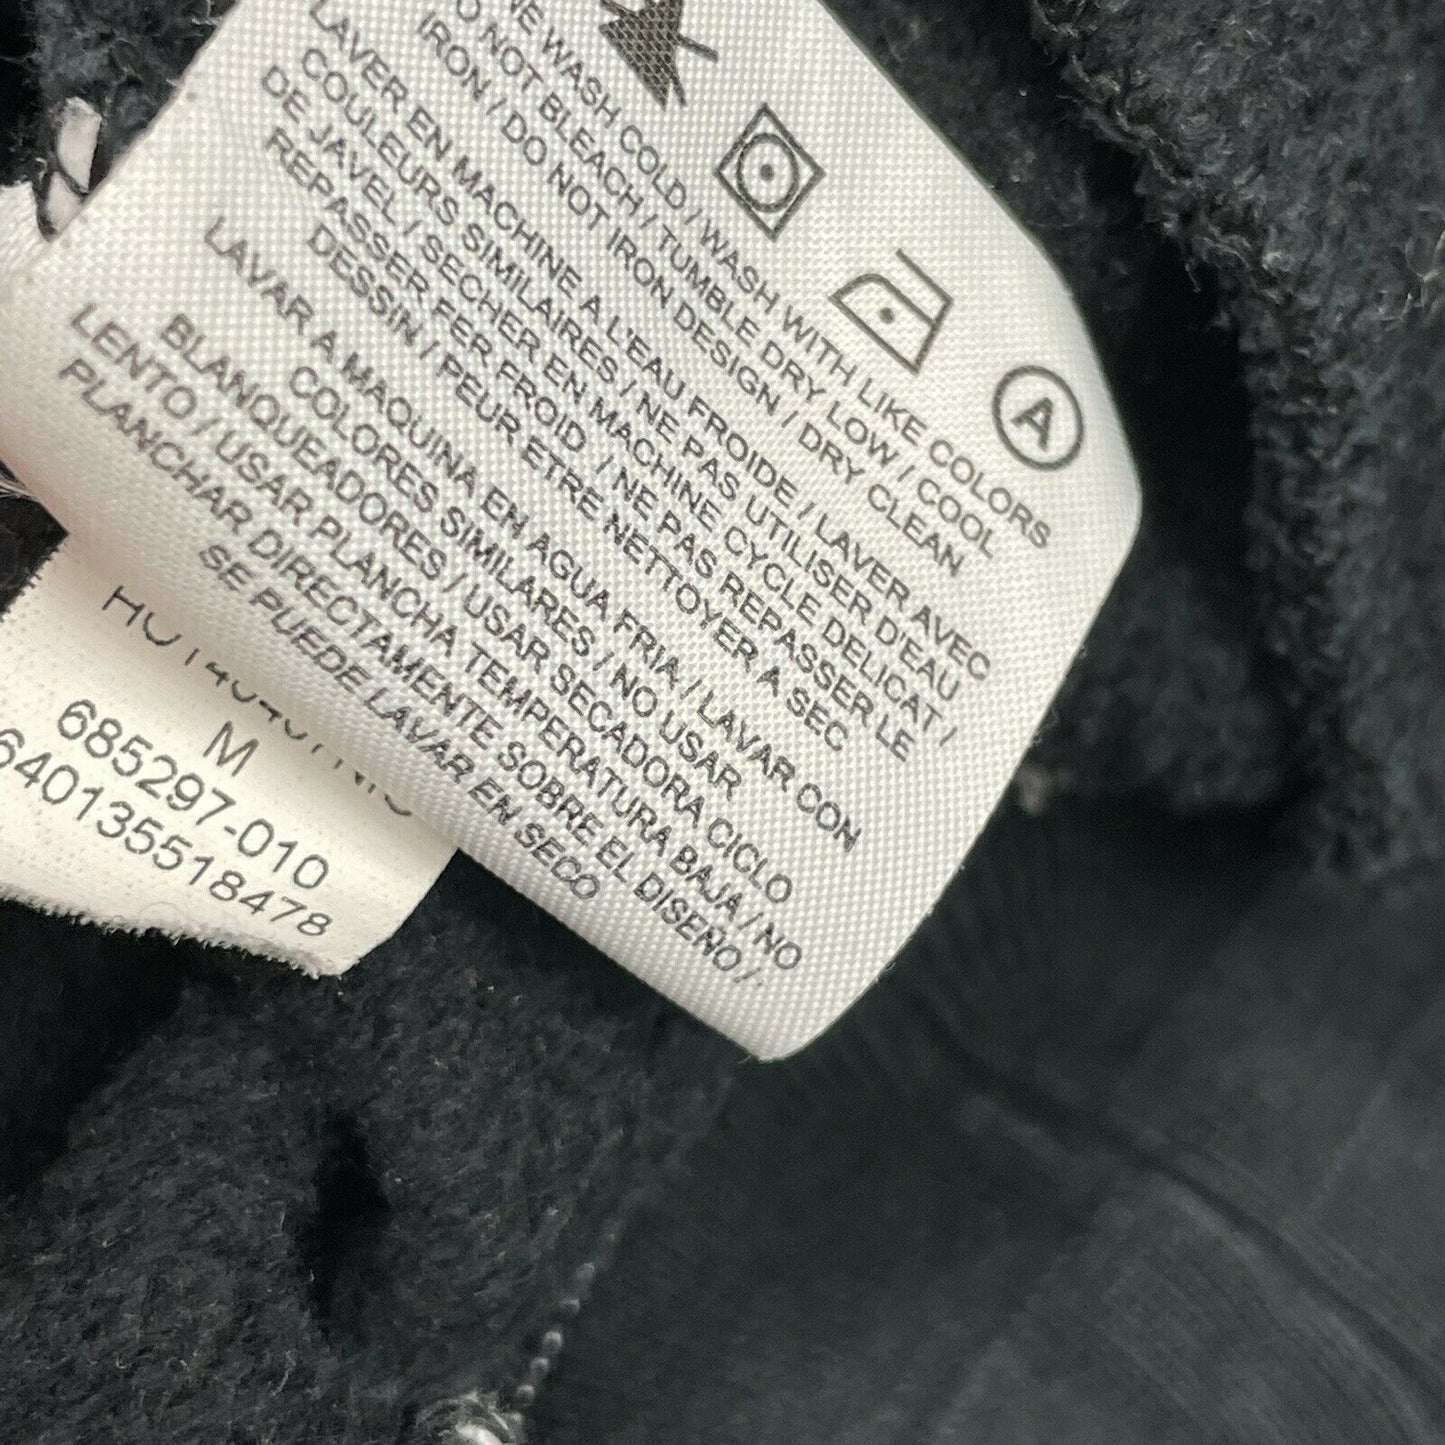 A
WASH COLD / WASH WITH LIKE COLORS
NOT BLEACH / TUMBLE DRY LOW / COOL
IRON / DO NOT IRON DESIGN / DRY CLEAN
LAVER EN MACHINE A L'EAU FROIDE / LAVER AVEC
COULEURS SIMILAIRES / NE PAS UTILISER D'EAU
DE JAVEL / SECHER EN MACHINE CYCLE DELICAT /
REPASSER FER FROID / NE PAS REPASSER LE
DESSIN / PEUR ETRE NETTOYER A SEC
LAVAR A MAQUINA EN AGUA FRIA / LAVAR CON
COLORES SIMILARES / NO USAR
BLANQUEADORES / USAR SECADORA CICLO
LENTO / USAR PLANCHA TEMPERATURA BAJA / NO
PLANCHAR DIRECTAMENTE SOBRE EL DISEÑO /
SE PUEDE LAVAR EN SECO
M
685297-010
640135518478